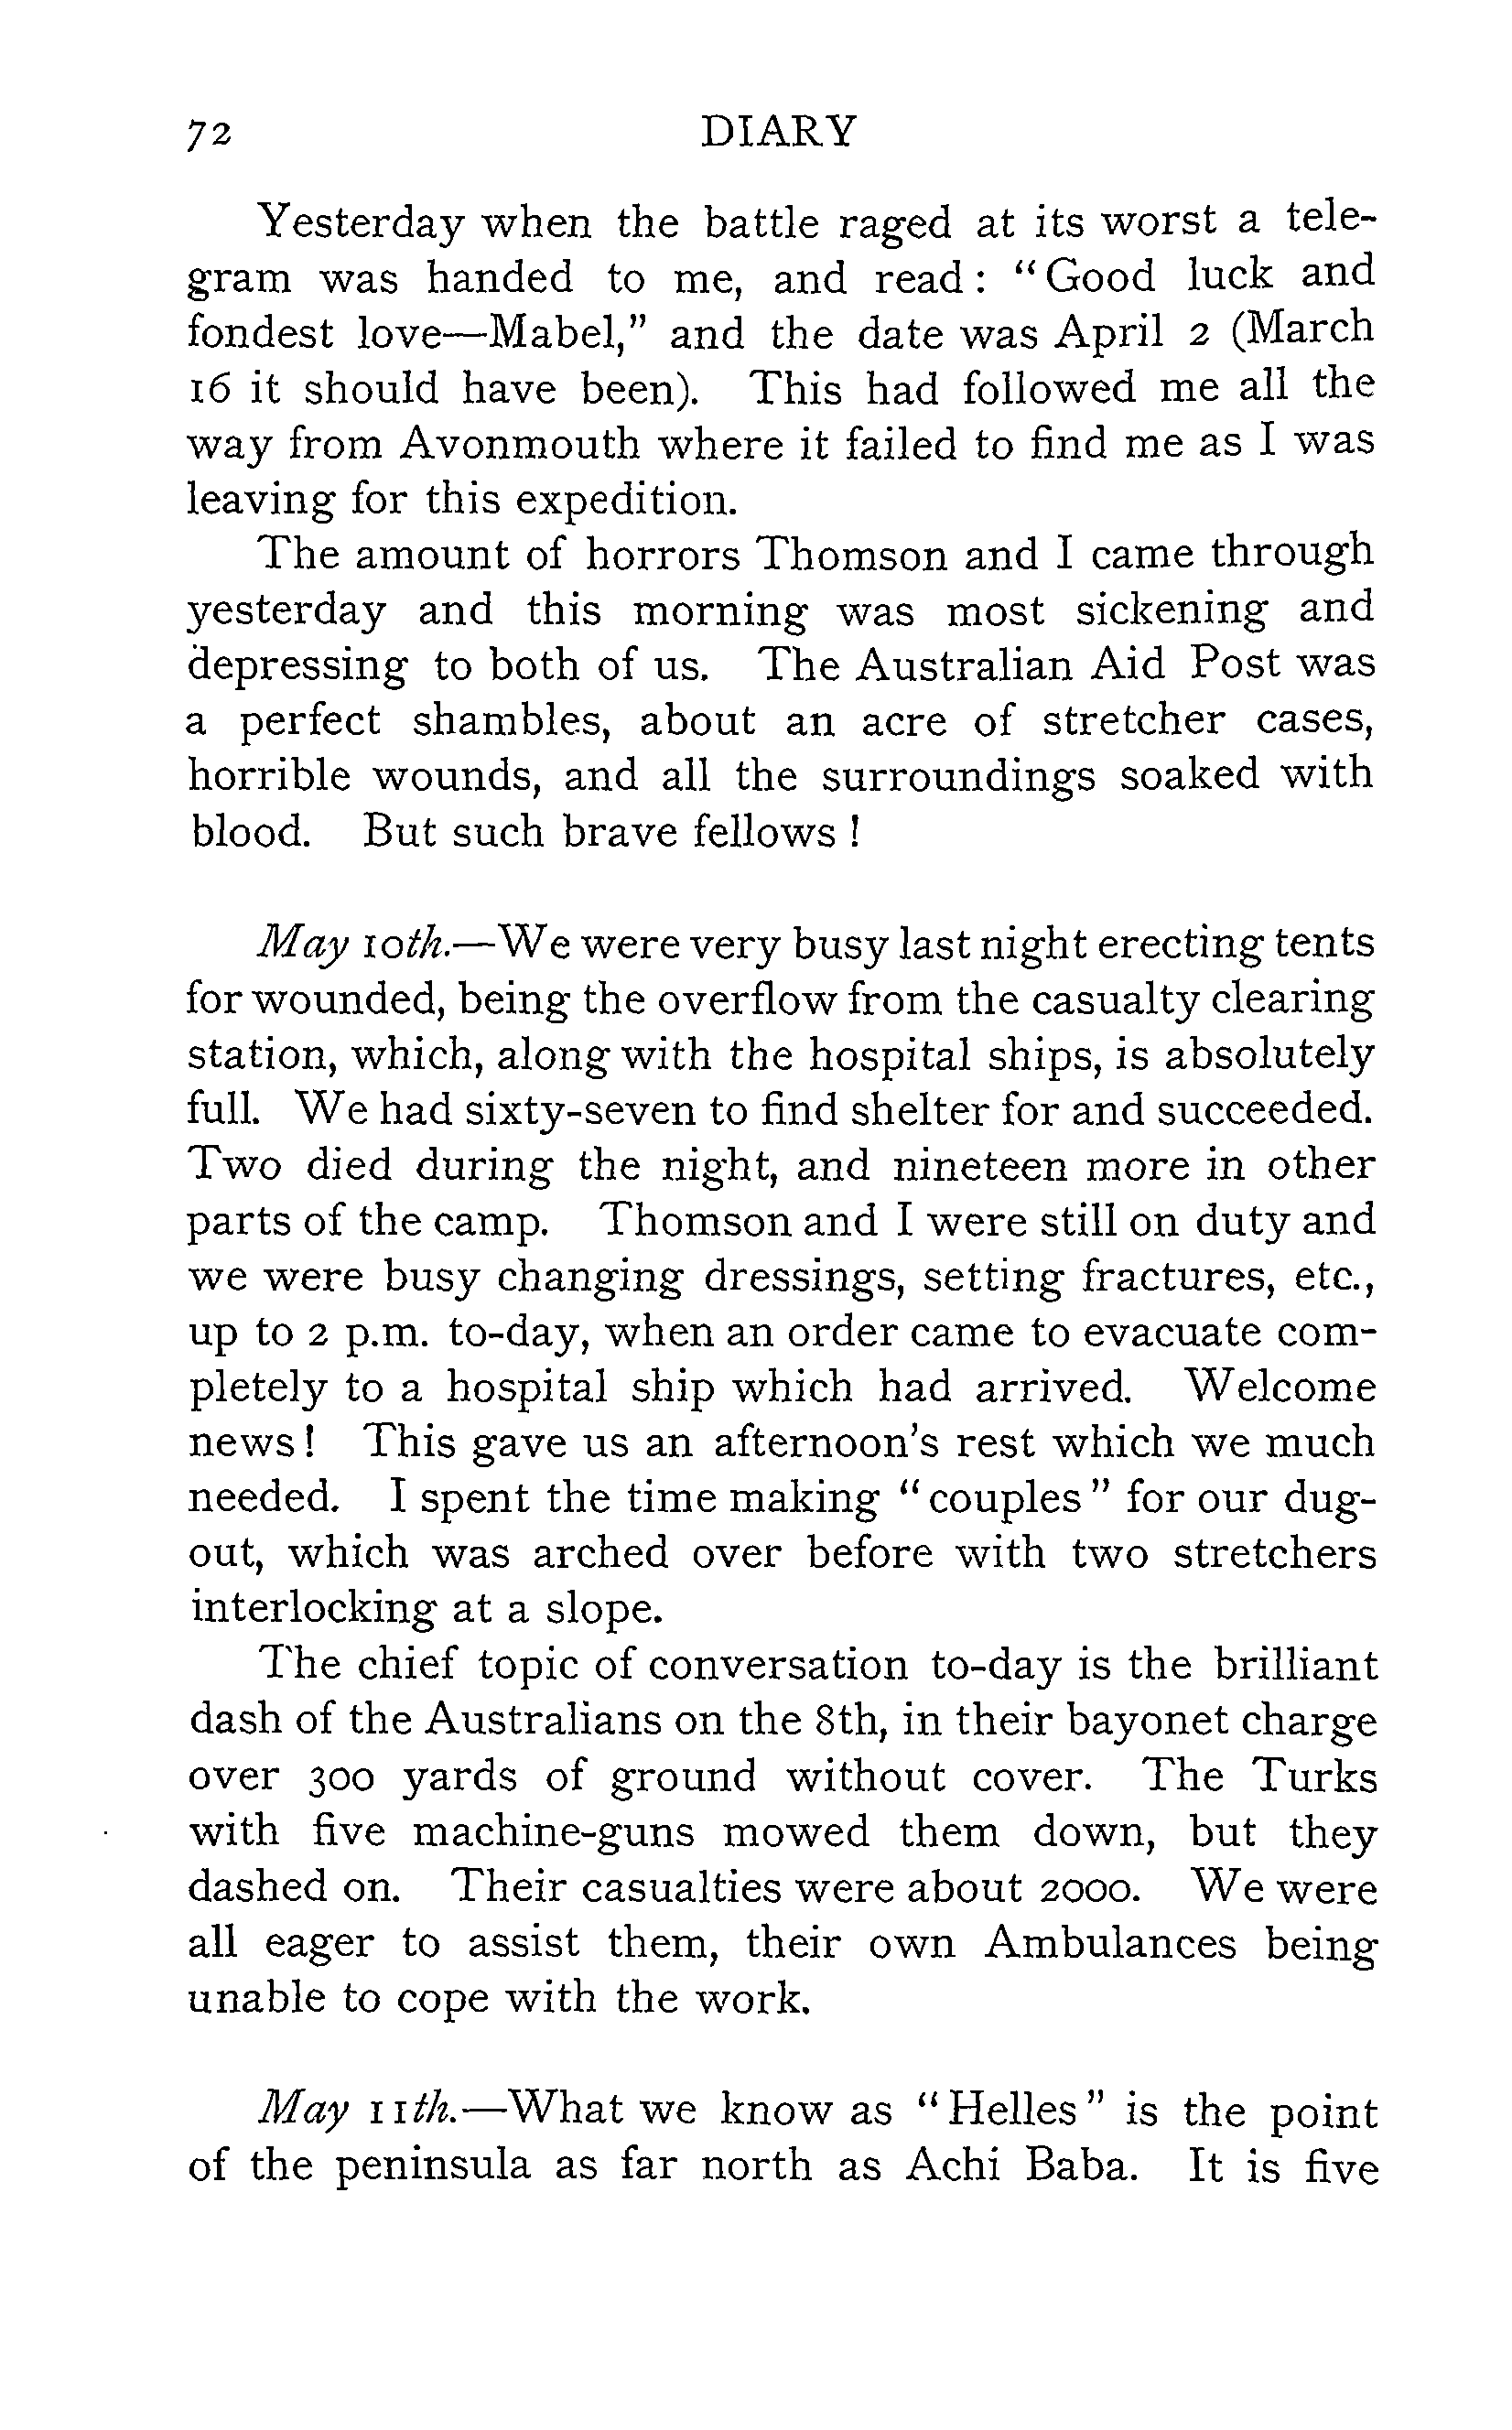 72 DIARY
Yesterday when the battle raged at its worst a tele-
gram was handed to me, and read: "Good luck and
fondest love—Mabel," and the date was April 2 (March
16 it should have been). This had followed me all the
way from Avonmouth where it failed to find me as I was
leaving for this expedition.
The amount of horrors Thomson and I came through
yesterday and this morning was most sickening and
depressing to both of us. The Australian Aid Post was
a perfect shambles, about an acre of stretcher cases,
horrible wounds, and all the surroundings soaked with
blood. But such brave fellows!
May 10th.—We were very busy last night erecting tents
for wounded, being the overflow from the casualty clearing
station, which, along with the hospital ships, is absolutely
full. We had sixty-seven to find shelter for and succeeded.
Two died during the night, and nineteen more in other
parts of the camp. Thomson and I were still on duty and
we were busy changing dressings, setting fractures, etc.,
up to 2 p.m. to-day, when an order came to evacuate com-
pletely to a hospital ship which had arrived. Welcome
news! This gave us an afternoon's rest which we much
needed. I spent the time making "couples" for our dug-
out, which was arched over before with two stretchers
interlocking at a slope.
The chief topic of conversation to-day is the brilliant
dash of the Australians on the 8th, in their bayonet charge
over 300 yards of ground without cover. The Turks
with five machine-guns mowed them down, but they
dashed on. Their casualties were about 2000. We were
all eager to assist them, their own Ambulances being
unable to cope with the work.
May 11th.—What we know as "Helles" is the point
of the peninsula as far north as Achi Baba. It is five